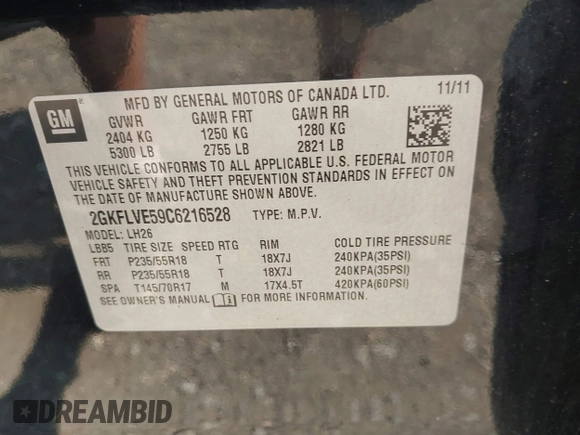 GM
MFD BY GENERAL MOTORS OF CANADA LTD. 11/11
GVWR GAWR FRT GAWR RR
2404 KG 1250 KG 1280 KG
5300 LB 2755 LB 2821 LB
THIS VEHICLE CONFORMS TO ALL APPLICABLE U.S. FEDERAL MOTOR
VEHICLE SAFETY AND THEFT PREVENTION STANDARDS IN EFFECT ON
THE DATE OF MANUFACTURE SHOWN ABOVE.
2GKFLVE59C6216528 TYPE: M.P.V.
MODEL: LH26
LBB5 TIRE SIZE SPEED RTG RIM COLD TIRE PRESSURE
FRT P235/55R18 T 18X7J 240KPA(35PSI)
RR P235/55R18 T 18X7J 240KPA(35PSI)
SPA T145/70R17 M 17X4.5T 420KPA(60PSI)
SEE OWNER'S MANUAL FOR MORE INFORMATION.
DREAMBID